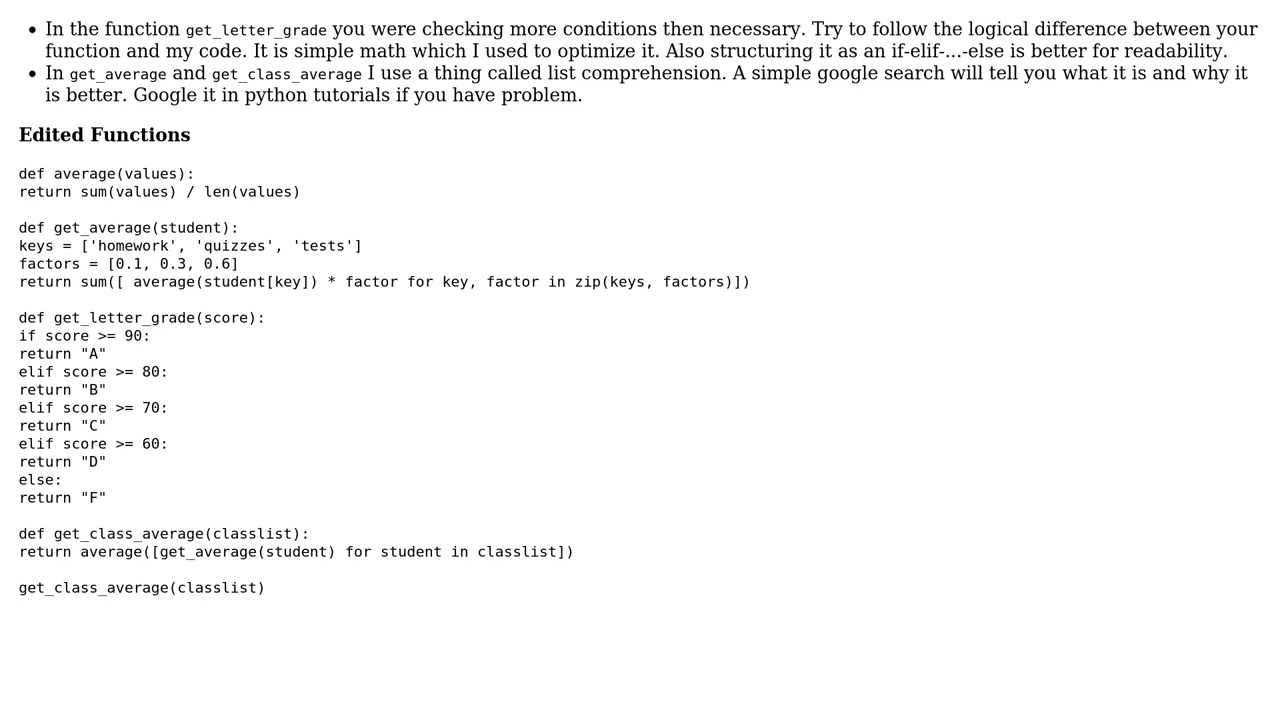 • In the function get_letter_grade you were checking more conditions then necessary. Try to follow the logical difference between your
function and my code. It is simple math which I used to optimize it. Also structuring it as an if-elif-...-else is better for readability.
• In get_average and get_class_average I use a thing called list comprehension. A simple google search will tell you what it is and why it
is better. Google it in python tutorials if you have problem.
Edited Functions
def average(values):
return sum(values) / len(values)
def get_average(student):
keys = ['homework', 'quizzes', 'tests']
factors = [0.1, 0.3, 0.6]
return sum([ average(student[key]) * factor for key, factor in zip(keys, factors)])
def get_letter_grade(score):
if score >= 90:
return "A"
elif score >= 80:
return "B"
elif score >= 70:
return "C"
elif score >= 60:
return "D"
else:
return "F"
def get_class_average(classlist):
return average([get_average(student) for student in classlist])
get_class_average(classlist)